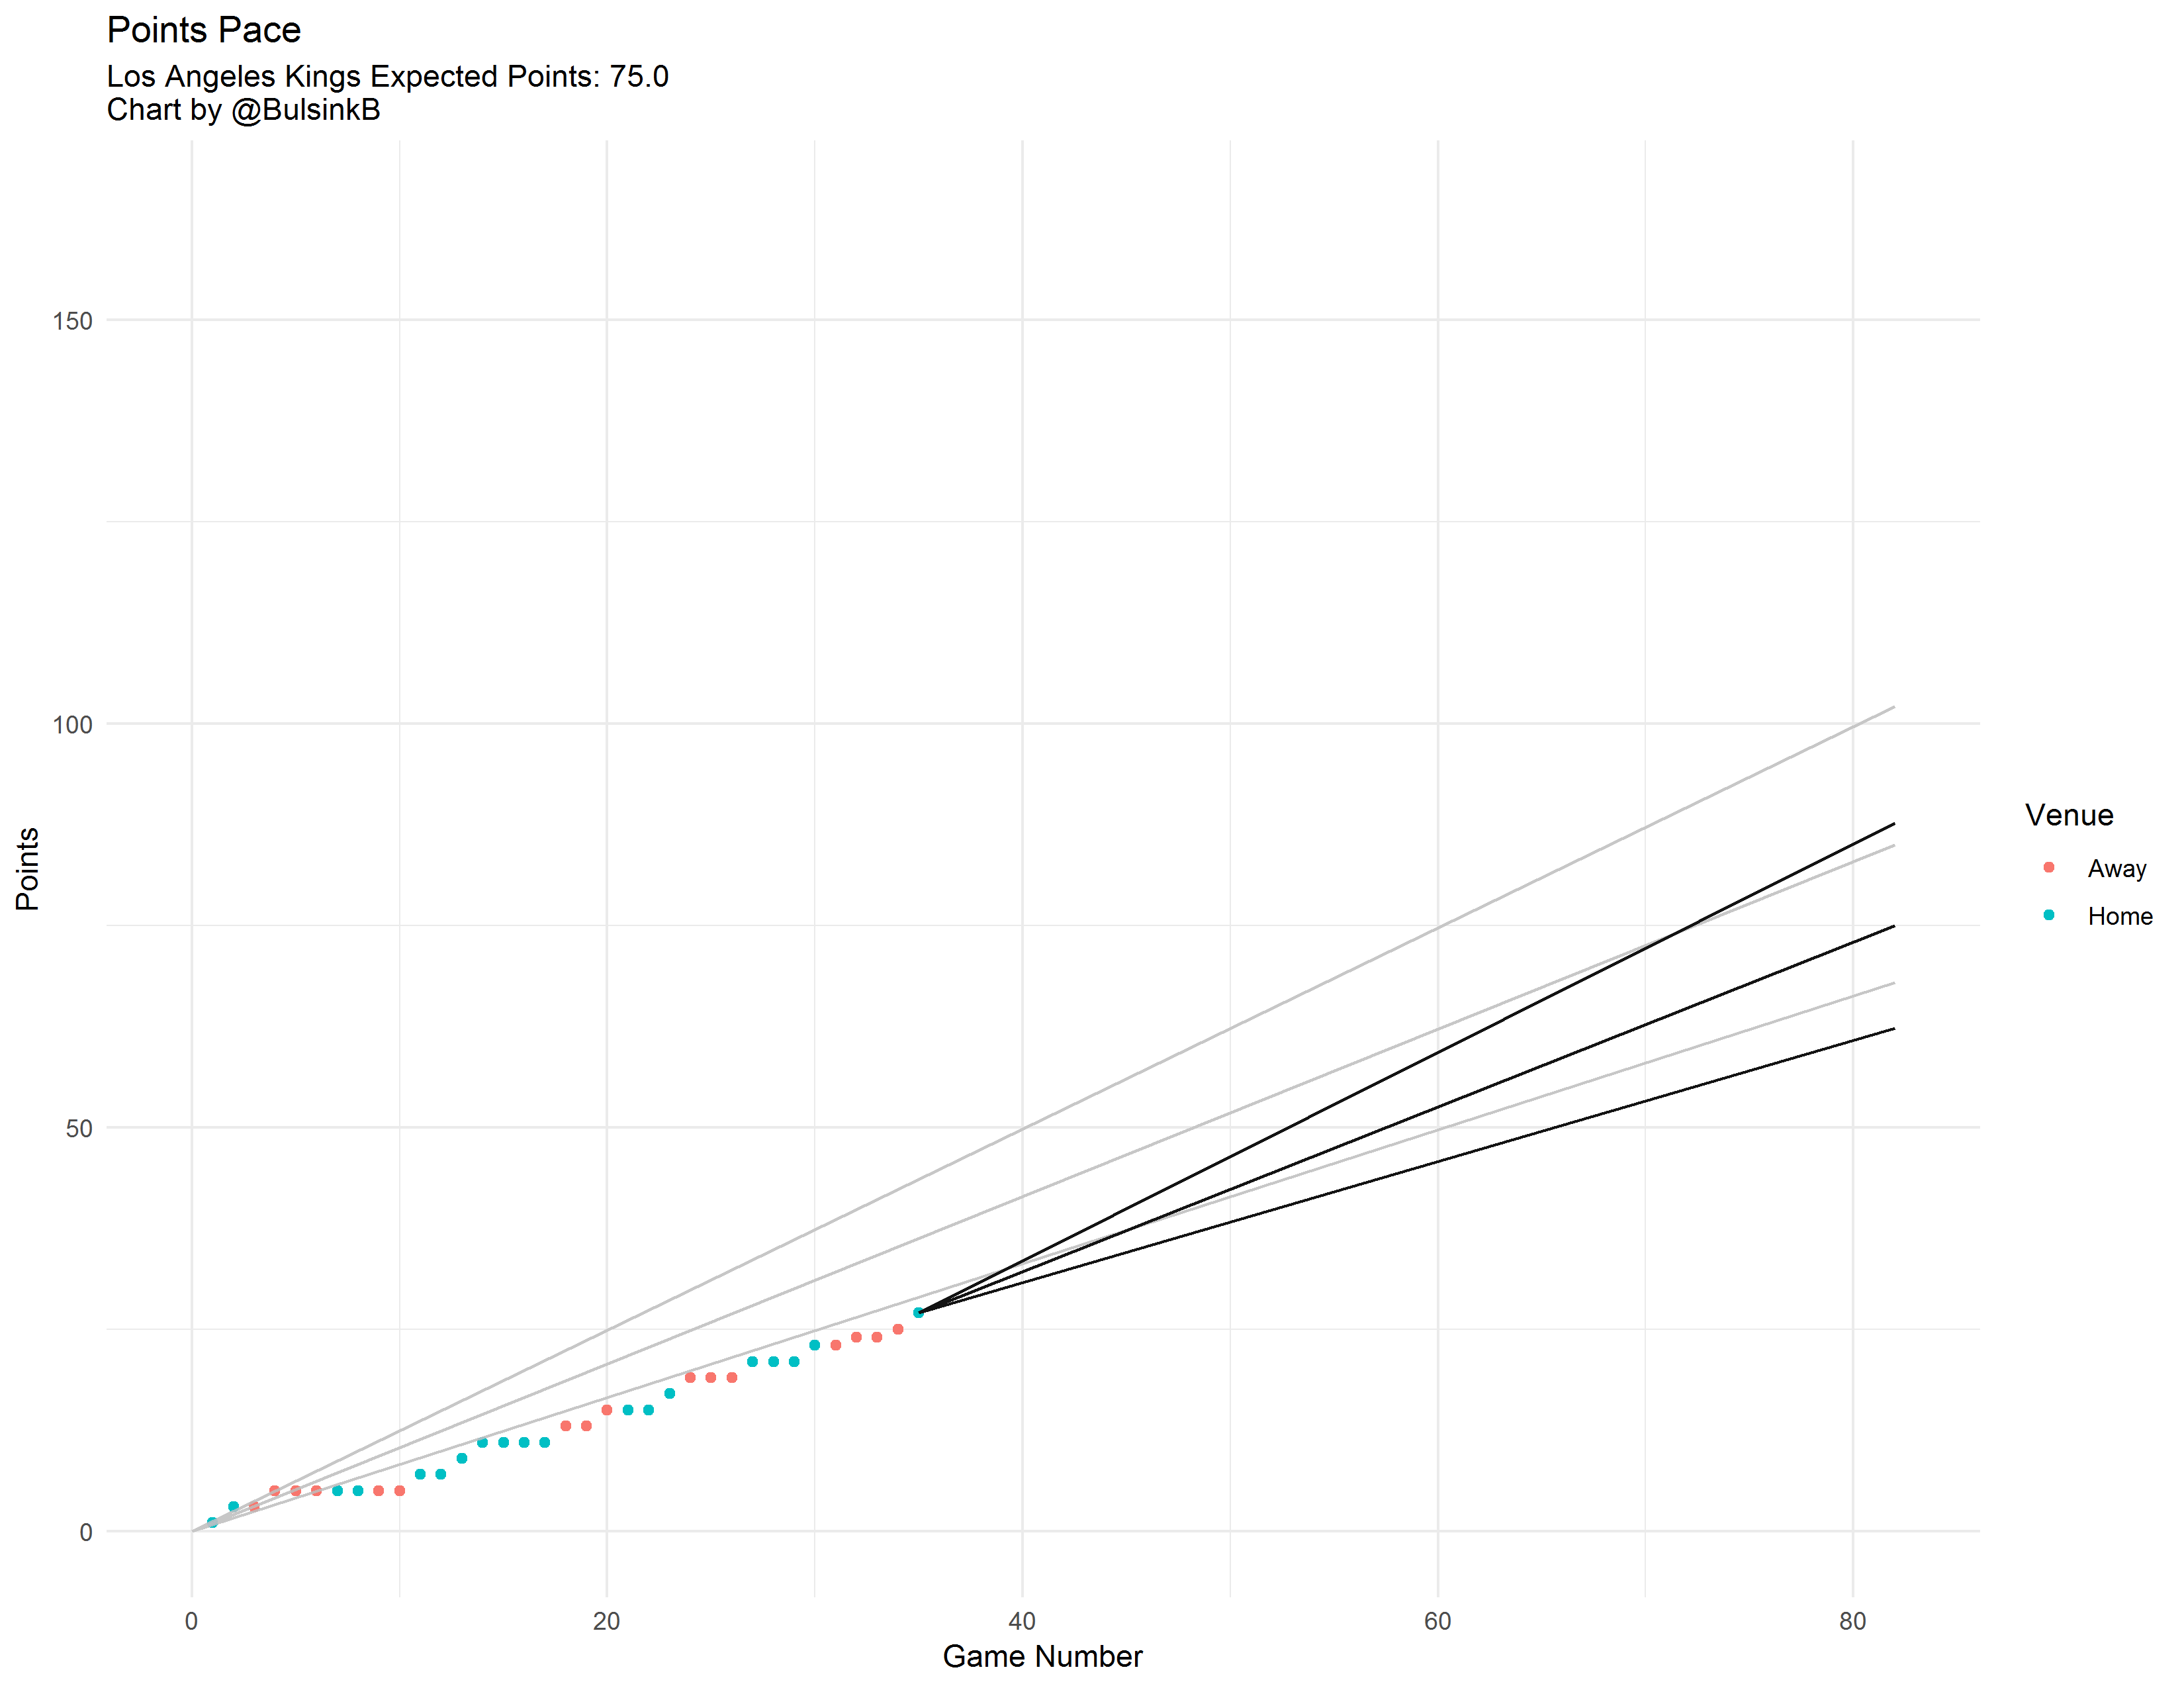 Points Pace
Los Angeles Kings Expected Points: 75.0
Chart by @BulsinkB
150
100
50
0
Points
0
20
40
60
80
Game Number
Venue
Away
Home